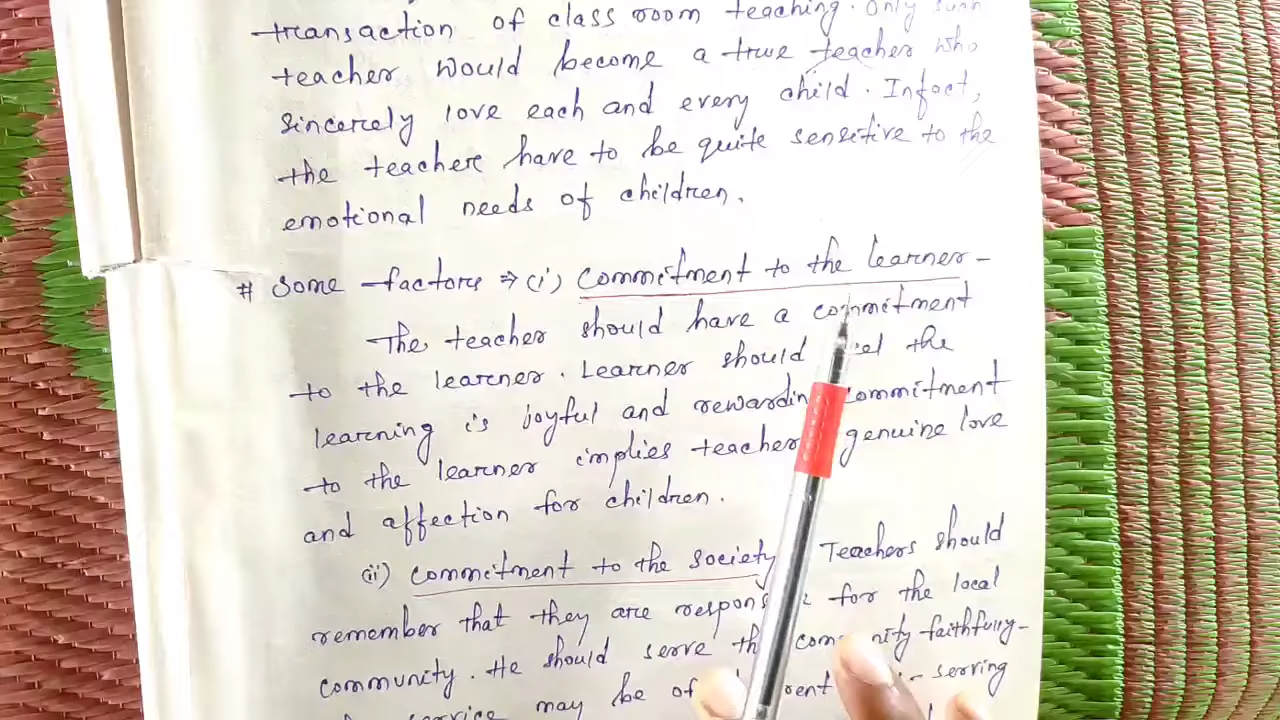 transaction of class room teaching. Only such
teacher would become a true teacher who
sincerely love each and every child. Infact,
the teacher have to be quite sensitive to the
emotional needs of children.
# Some factors ⇒ (i) Commitment to the learner -
The teacher should have a commitment
to the learner. Learner should the
learning is joyful and rewarding commitment
to the learner implies teacher genuine love
and affection for children.
(ii) Commitment to the society Teachers should
remember that they are for the local
community. He should serve the community faithfully-
service may be of serving